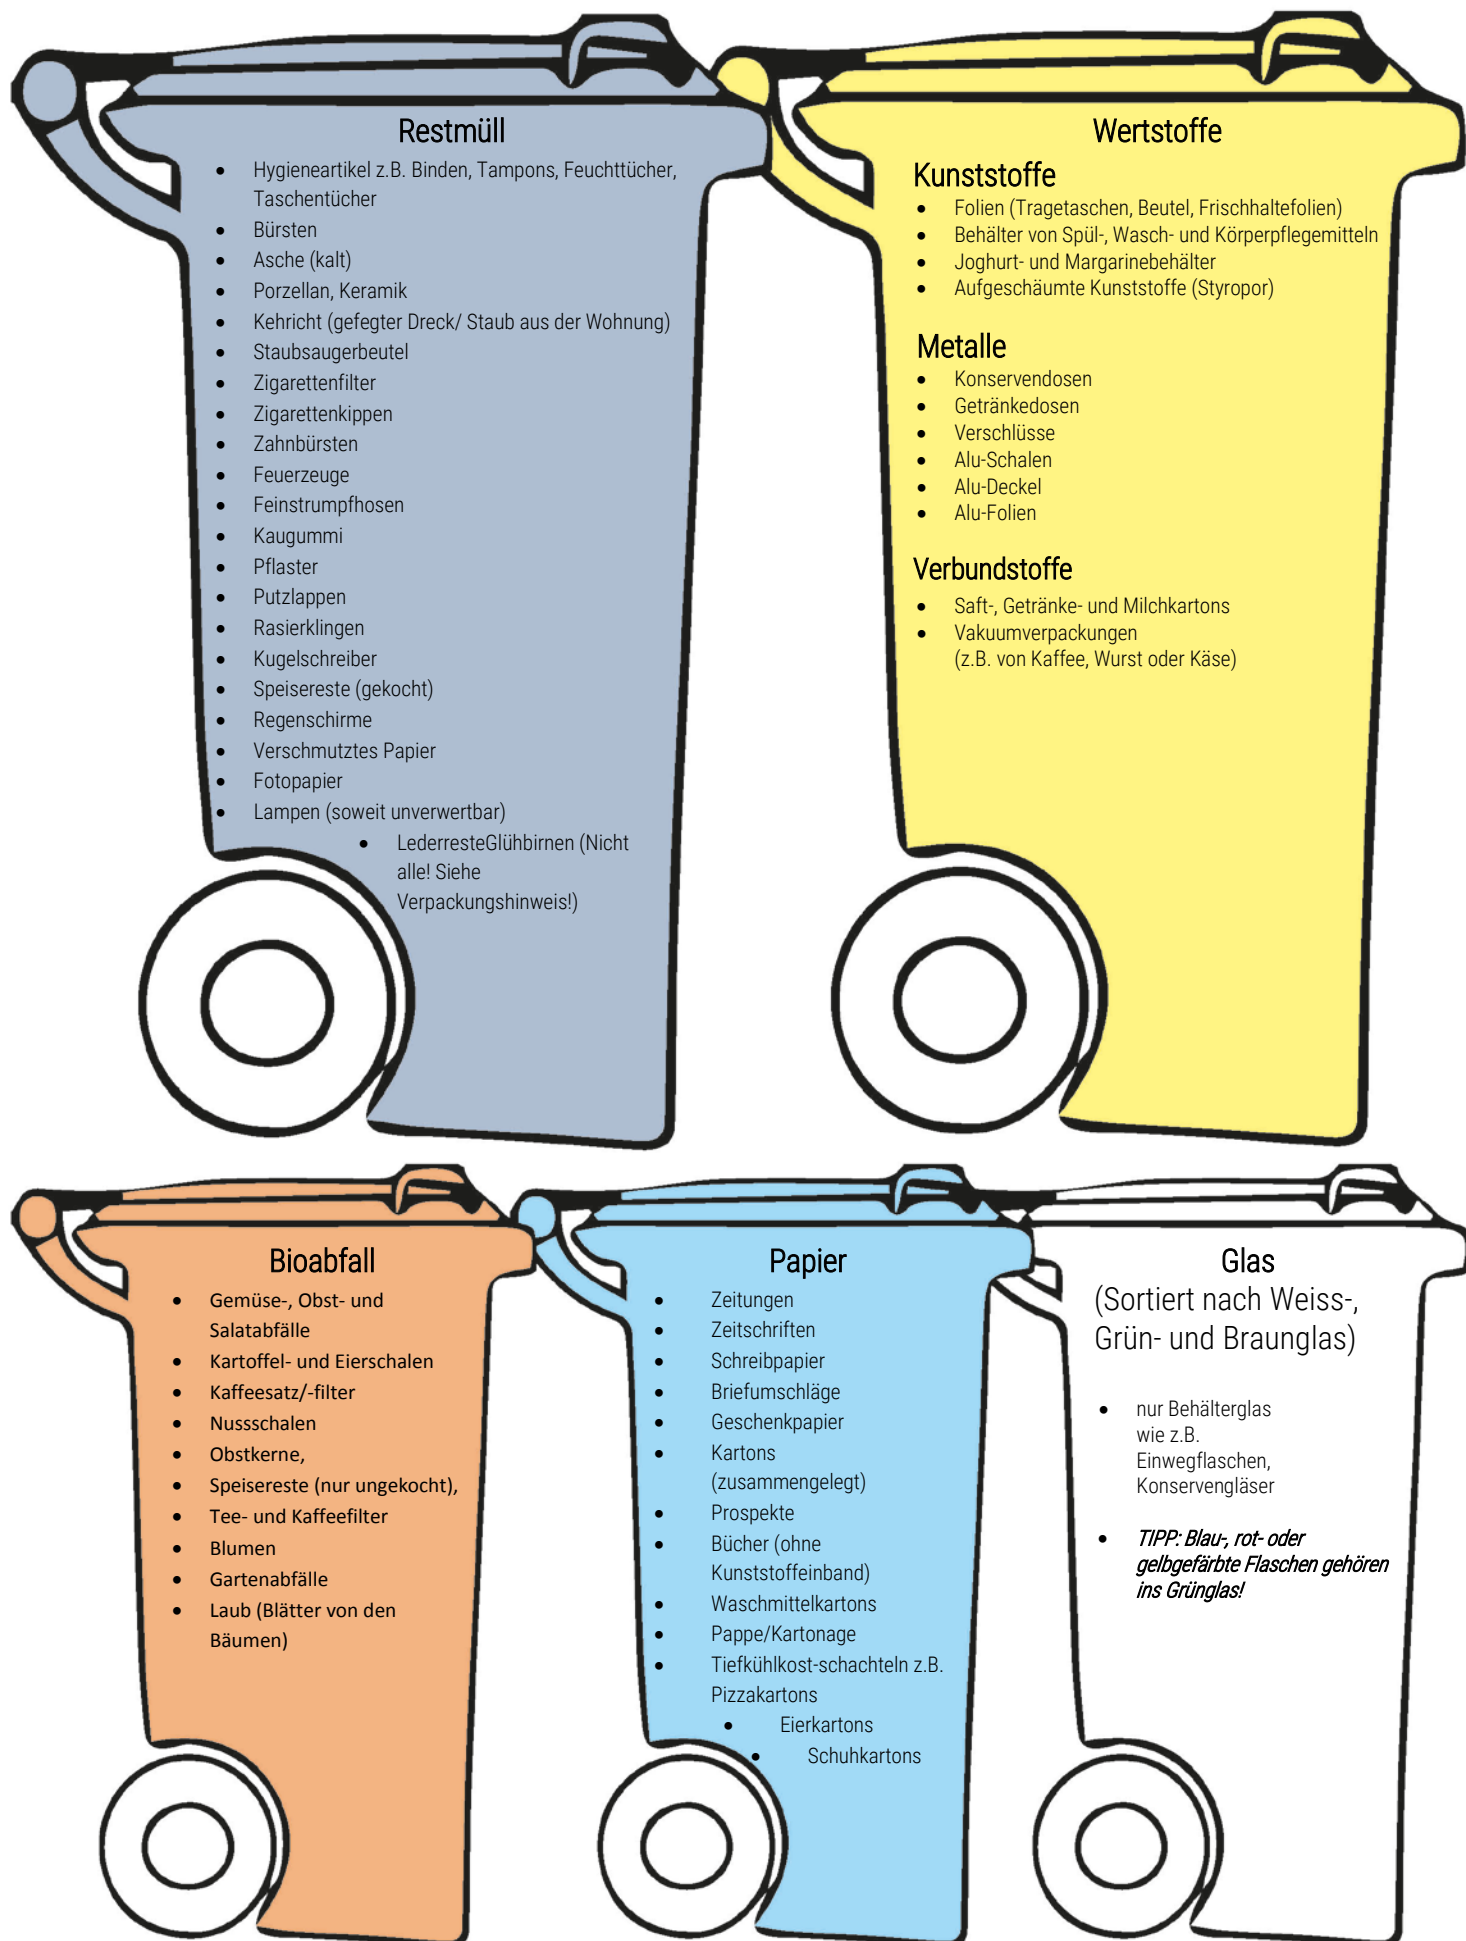 Restmüll
• Hygieneartikel z.B. Binden, Tampons, Feuchttücher,
Taschentücher
• Bürsten
• Asche (kalt)
• Porzellan, Keramik
• Kehricht (gefegter Dreck/ Staub aus der Wohnung)
• Staubsaugerbeutel
• Zigarettenfilter
• Zigarettenkippen
• Zahnbürsten
• Feuerzeuge
• Feinstrumpfhosen
• Kaugummi
• Pflaster
• Putzlappen
• Rasierklingen
• Kugelschreiber
• Speisereste (gekocht)
• Regenschirme
• Verschmutztes Papier
• Fotopapier
• Lampen (soweit unverwertbar)
• LederresteGlühbirnen (Nicht
alle! Siehe
Verpackungshinweis!)
Wertstoffe
Kunststoffe
• Folien (Tragetaschen, Beutel, Frischhaltefolien)
• Behälter von Spül-, Wasch- und Körperpflegemitteln
• Joghurt- und Margarinebehälter
• Aufgeschäumte Kunststoffe (Styropor)
Metalle
• Konservendosen
• Getränkedosen
• Verschlüsse
• Alu-Schalen
• Alu-Deckel
• Alu-Folien
Verbundstoffe
• Saft-, Getränke- und Milchkartons
• Vakuumverpackungen
(z.B. von Kaffee, Wurst oder Käse)
Bioabfall
• Gemüse-, Obst- und
Salatabfälle
• Kartoffel- und Eierschalen
• Kaffeesatz/-filter
• Nussschalen
• Obstkerne,
• Speisereste (nur ungekocht),
• Tee- und Kaffeefilter
• Blumen
• Gartenabfälle
• Laub (Blätter von den
Bäumen)
Papier
• Zeitungen
• Zeitschriften
• Schreibpapier
• Briefumschläge
• Geschenkpapier
• Kartons
(zusammengelegt)
• Prospekte
• Bücher (ohne
Kunststoffeinband)
• Waschmittelkartons
• Pappe/Kartonage
• Tiefkühlkost-schachteln z.B.
Pizzakartons
• Eierkartons
• Schuhkartons
Glas
(Sortiert nach Weiss-,
Grün- und Braunglas)
• nur Behälterglas
wie z.B.
Einwegflaschen,
Konservengläser
• TIPP: Blau-, rot- oder
gelbgefärbte Flaschen gehören
ins Grünglas!